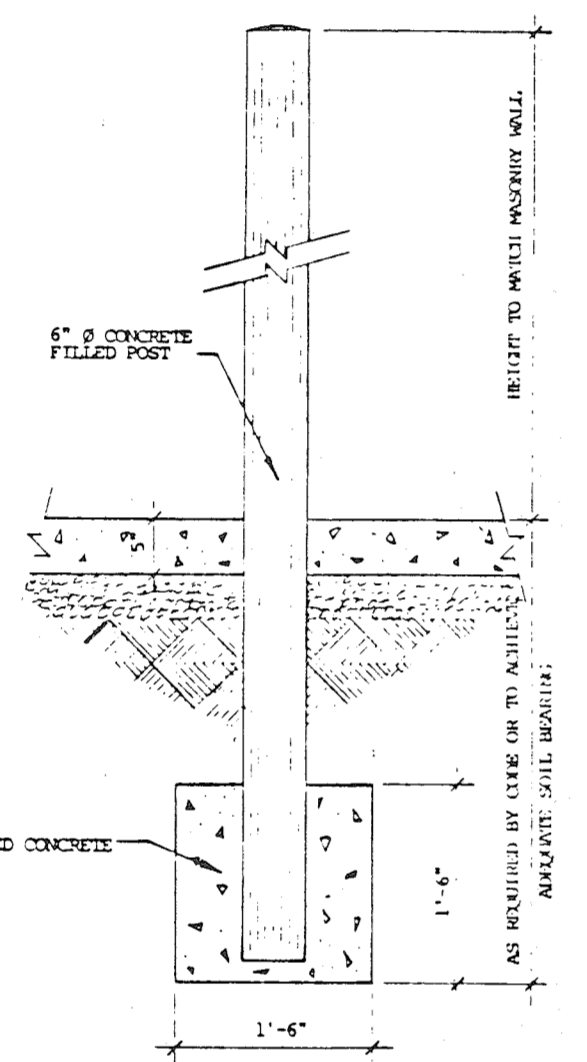 HEIGHT TO MATCH MASONRY WALL
6" Ø CONCRETE
FILLED POST
5"
AS REQUIRED BY CODE OR TO ACHIEVE
ADEQUATE SOIL BEARING
CONCRETE
1'-6"
1'-6"